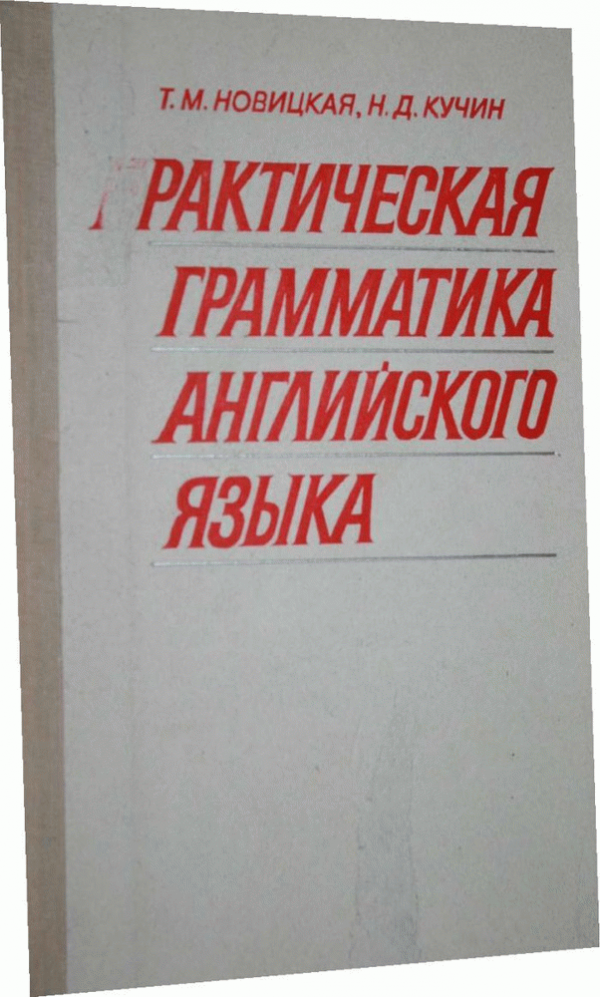 Т. М. НОВИЦКАЯ, Н. Д. КУЧИН
ПРАКТИЧЕСКАЯ
ГРАММАТИКА
АНГЛИЙСКОГО
ЯЗЫКА